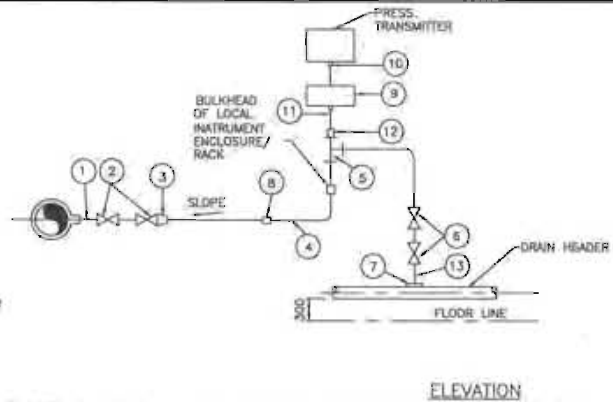 PRESS.
TRANSMITTER
10
9
BULKHEAD
OF LOCAL
INSTRUMENT
ENCLOSURE/
RACK
11
12
1
2
3
SLOPE
8
4
5
6
7
13
DRAIN HEADER
300
FLOOR LINE
ELEVATION